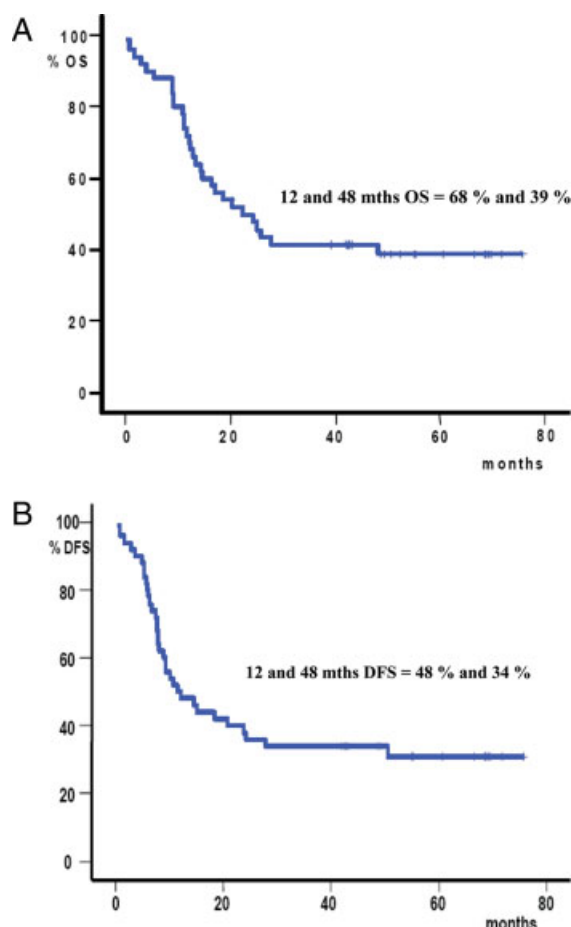 A
100
% OS
80
60
12 and 48 mths OS = 68 % and 39 %
40
20
0
0 20 40 60 80
months
B
100
% DFS
80
60
12 and 48 mths DFS = 48 % and 34 %
40
20
0
0 20 40 60 80
months